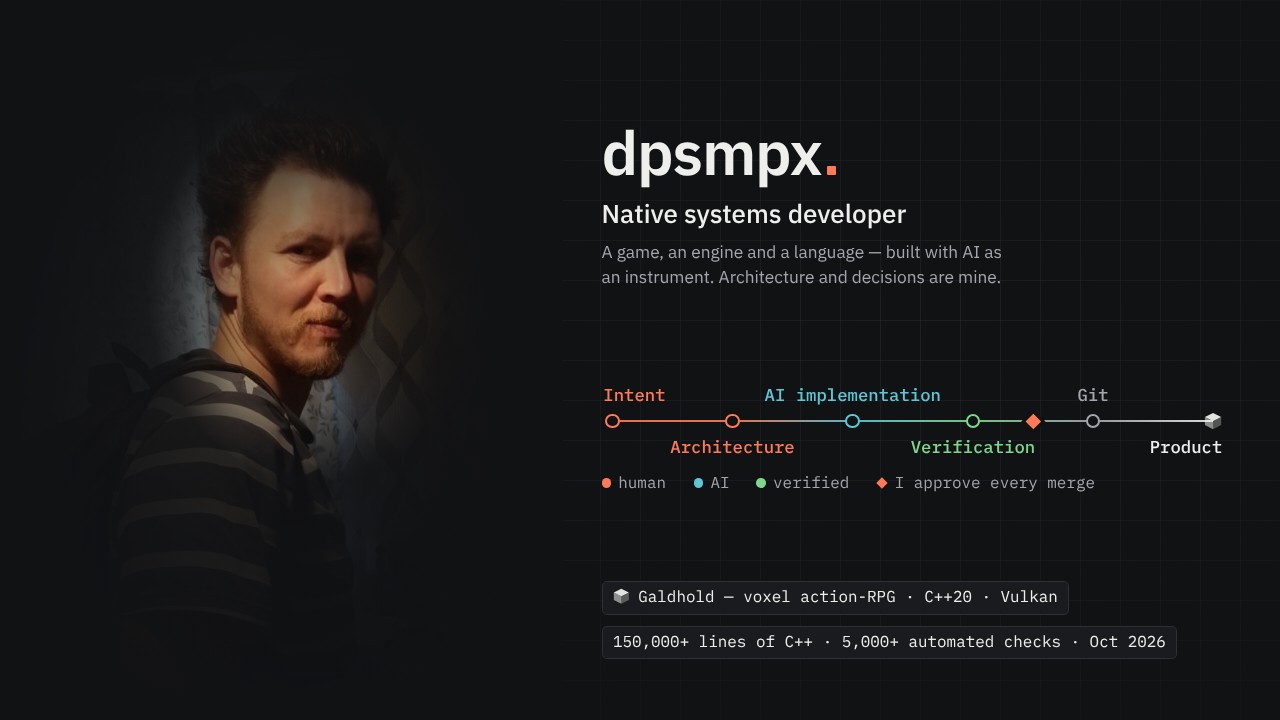 dpsmpx.
Native systems developer
A game, an engine and a language — built with AI as
an instrument. Architecture and decisions are mine.
Intent
AI implementation
Git
Architecture
Verification
Product
human
AI
verified
I approve every merge
Galdhold — voxel action-RPG · C++20 · Vulkan
150,000+ lines of C++ · 5,000+ automated checks · Oct 2026